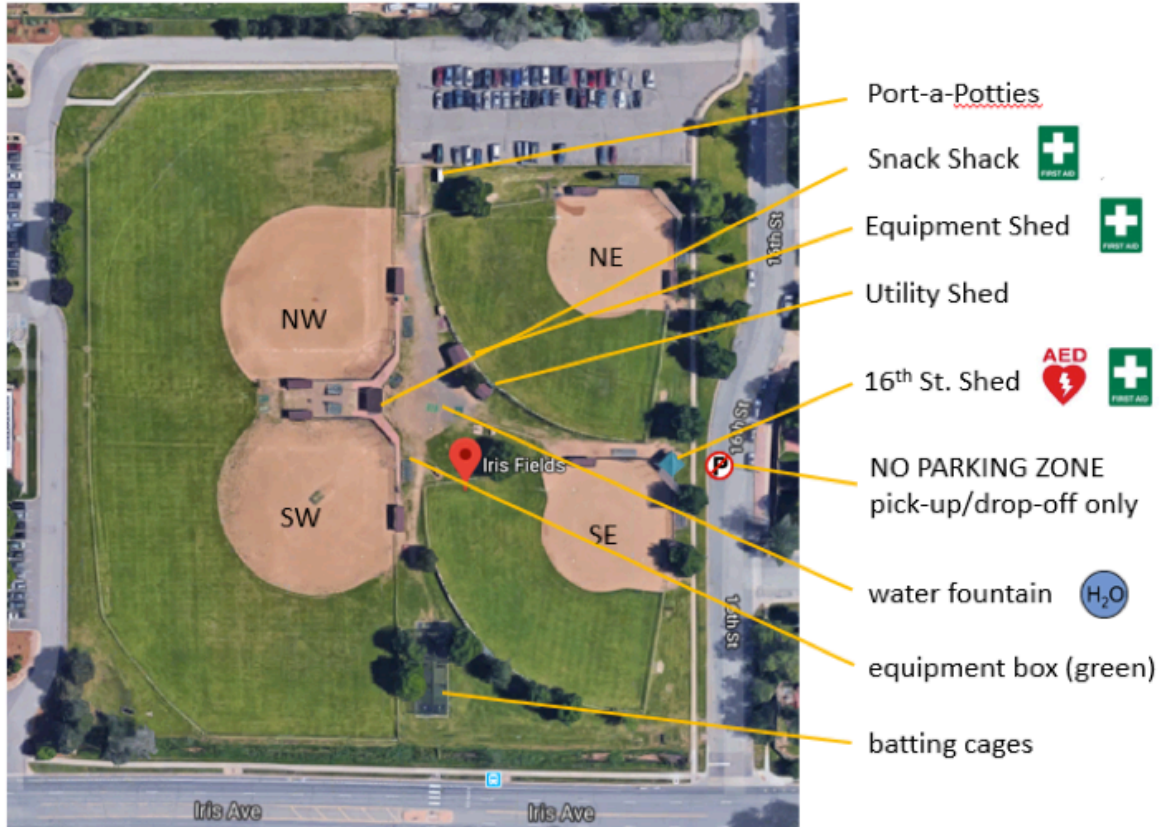 Port-a-Potties
Snack Shack
FIRST AID
Equipment Shed
FIRST AID
Utility Shed
16th St. Shed
AED
FIRST AID
NO PARKING ZONE
pick-up/drop-off only
water fountain
H₂O
equipment box (green)
batting cages
NW
NE
SW
SE
Iris Fields
P
16th St
16th St
16th St
Iris Ave
Iris Ave